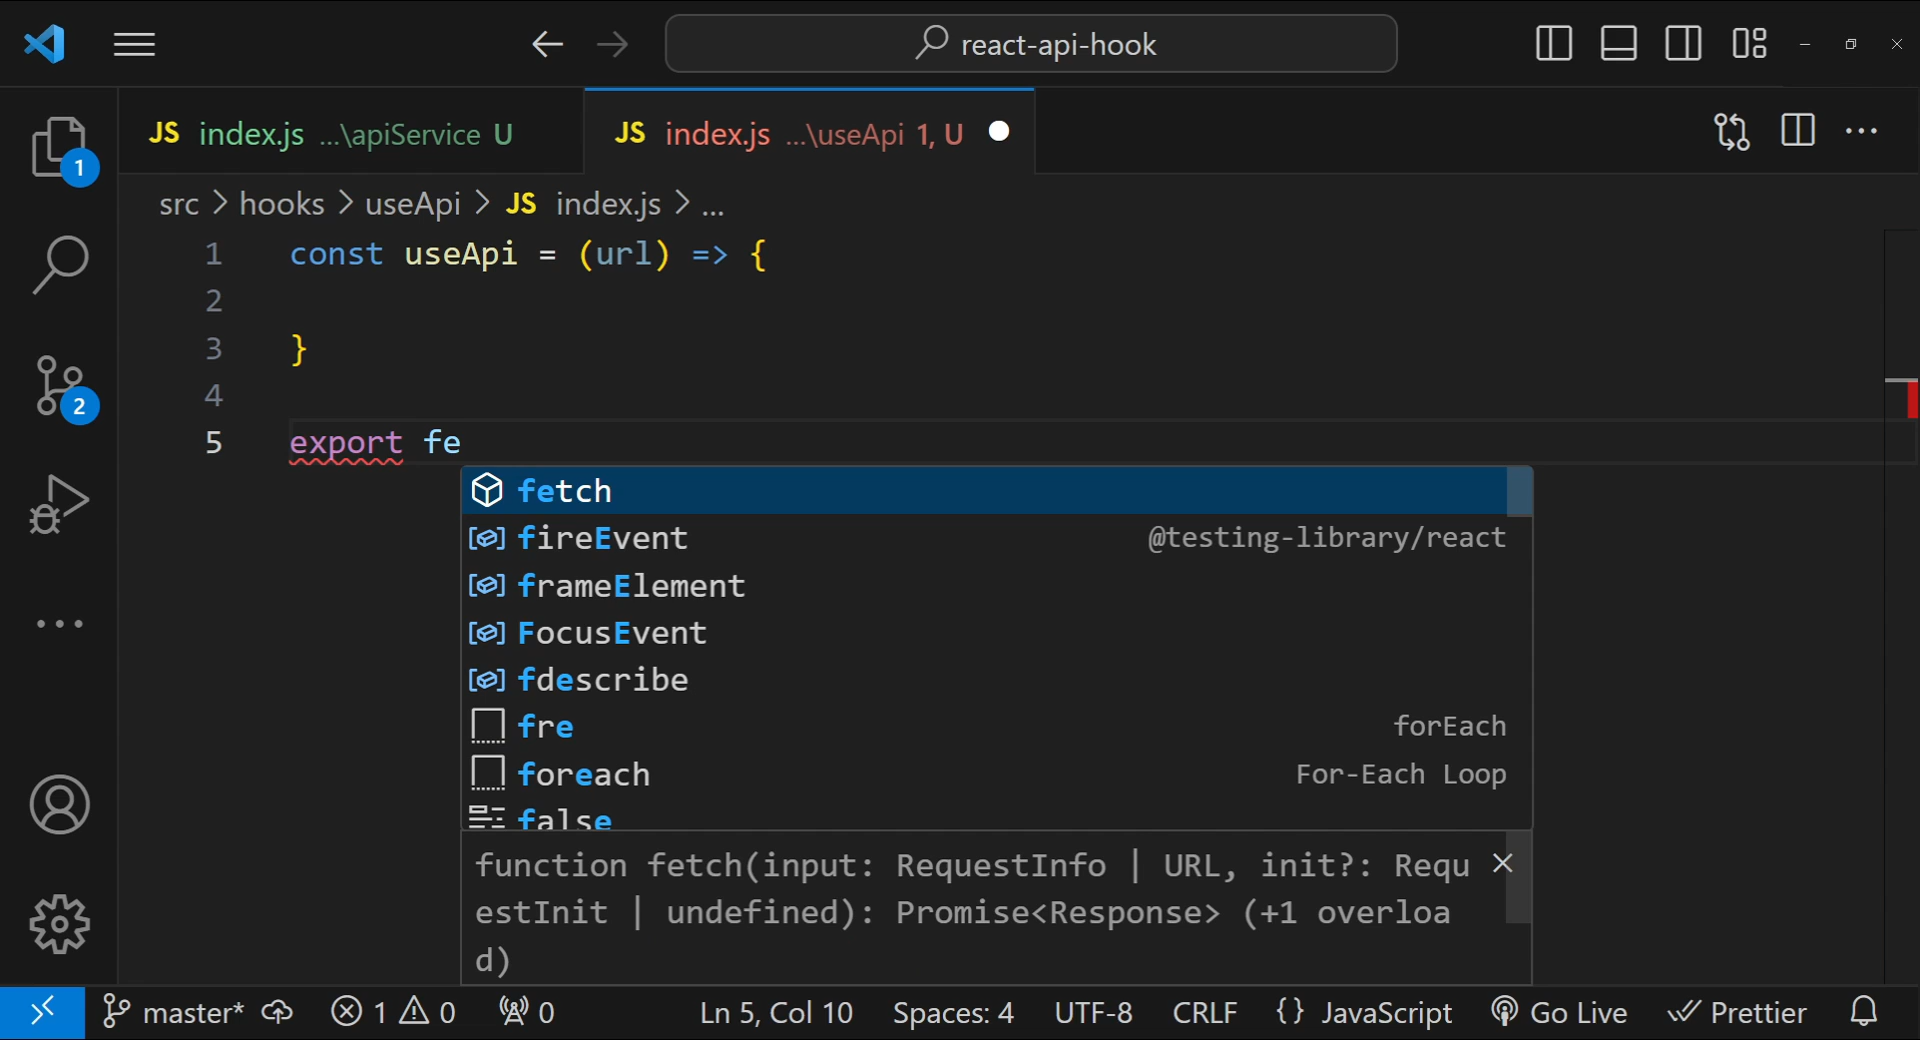 react-api-hook
JS index.js ...\apiService U
JS index.js ...\useApi 1, U
src > hooks > useApi > JS index.js > ...
1 const useApi = (url) => {
2
3 }
4
5 export fe
fetch
fireEvent @testing-library/react
frameElement
FocusEvent
fdescribe
fre forEach
foreach For-Each Loop
false
function fetch(input: RequestInfo | URL, init?: Requ
estInit | undefined): Promise<Response> (+1 overloa
d)
1
2
master* 1 0 0 Ln 5, Col 10 Spaces: 4 UTF-8 CRLF {} JavaScript Go Live Prettier